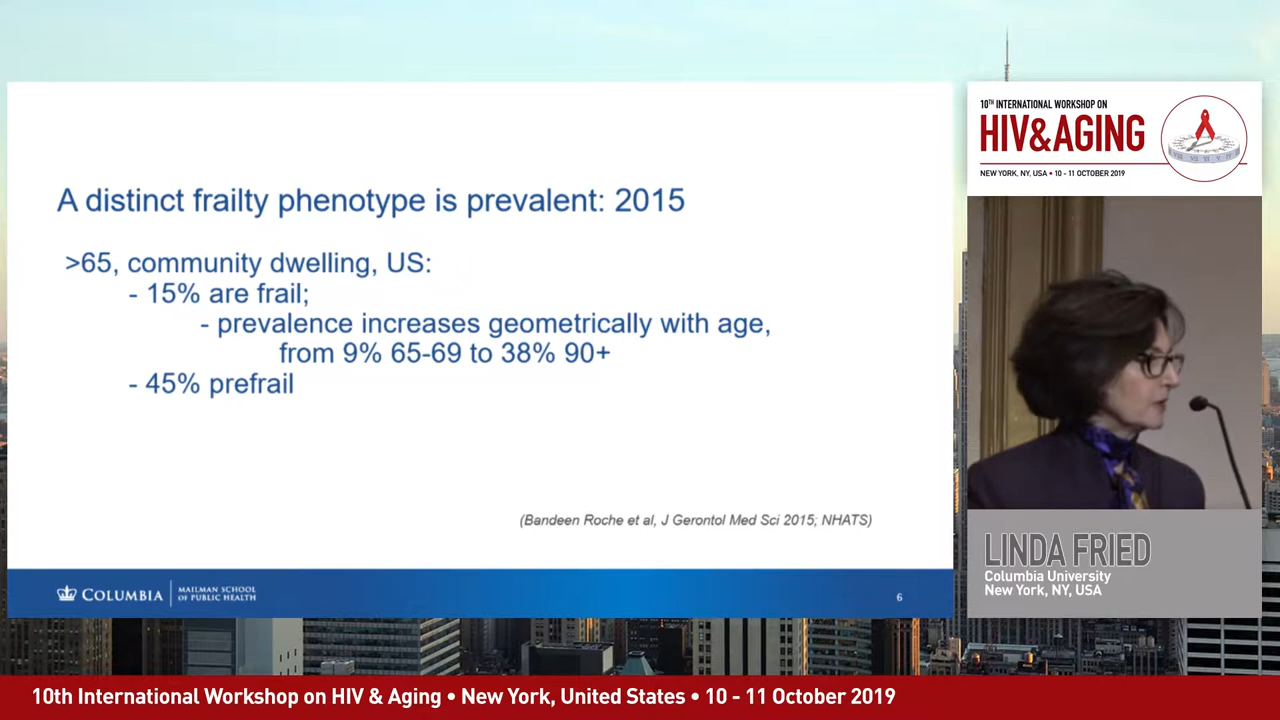 A distinct frailty phenotype is prevalent: 2015
>65, community dwelling, US:
- 15% are frail;
- prevalence increases geometrically with age,
from 9% 65-69 to 38% 90+
- 45% prefrail
(Bandeen Roche et al, J Gerontol Med Sci 2015; NHATS)
COLUMBIA
MAILMAN SCHOOL
OF PUBLIC HEALTH
6
10TH INTERNATIONAL WORKSHOP ON
HIV&AGING
NEW YORK, NY, USA • 10 - 11 OCTOBER 2019
LINDA FRIED
Columbia University
New York, NY, USA
10th International Workshop on HIV & Aging • New York, United States • 10 - 11 October 2019